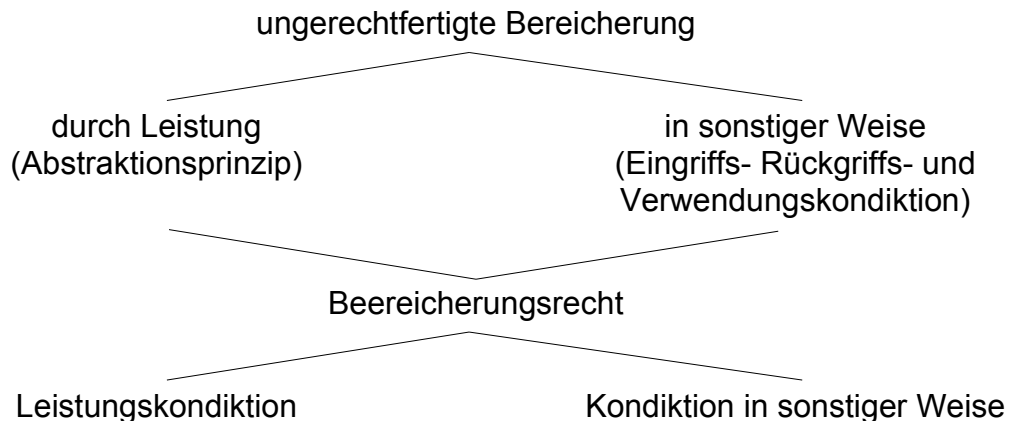 ungerechtfertigte Bereicherung
durch Leistung
(Abstraktionsprinzip)
in sonstiger Weise
(Eingriffs- Rückgriffs- und
Verwendungskondiktion)
Beereicherungsrecht
Leistungskondiktion
Kondiktion in sonstiger Weise